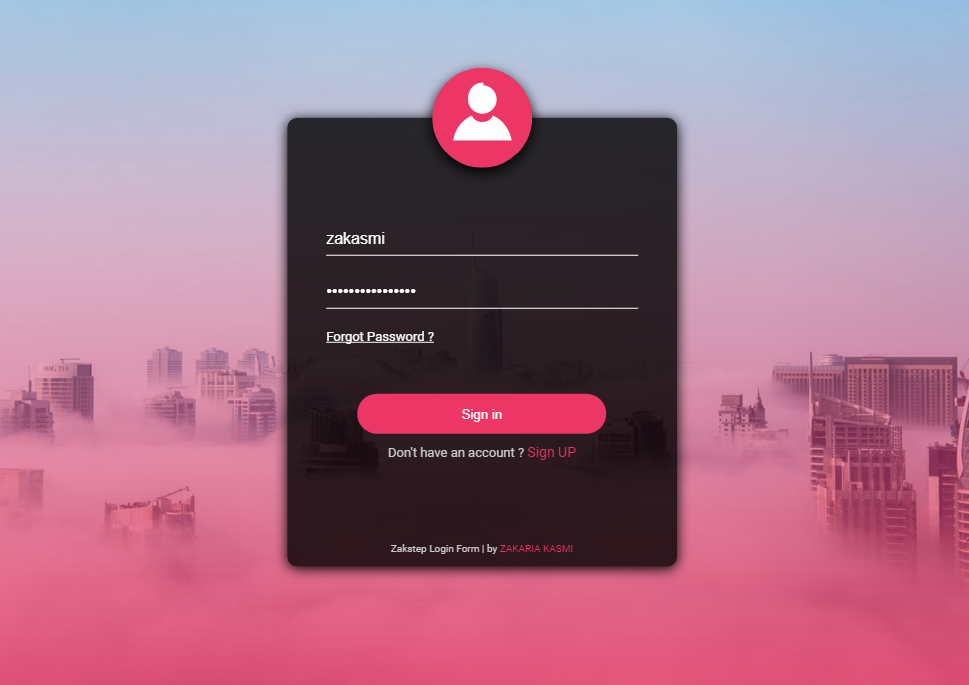 zakasmi
••••••••••••••••
Forgot Password ?
Sign in
Don't have an account ? Sign UP
Zakstep Login Form | by ZAKARIA KASMI